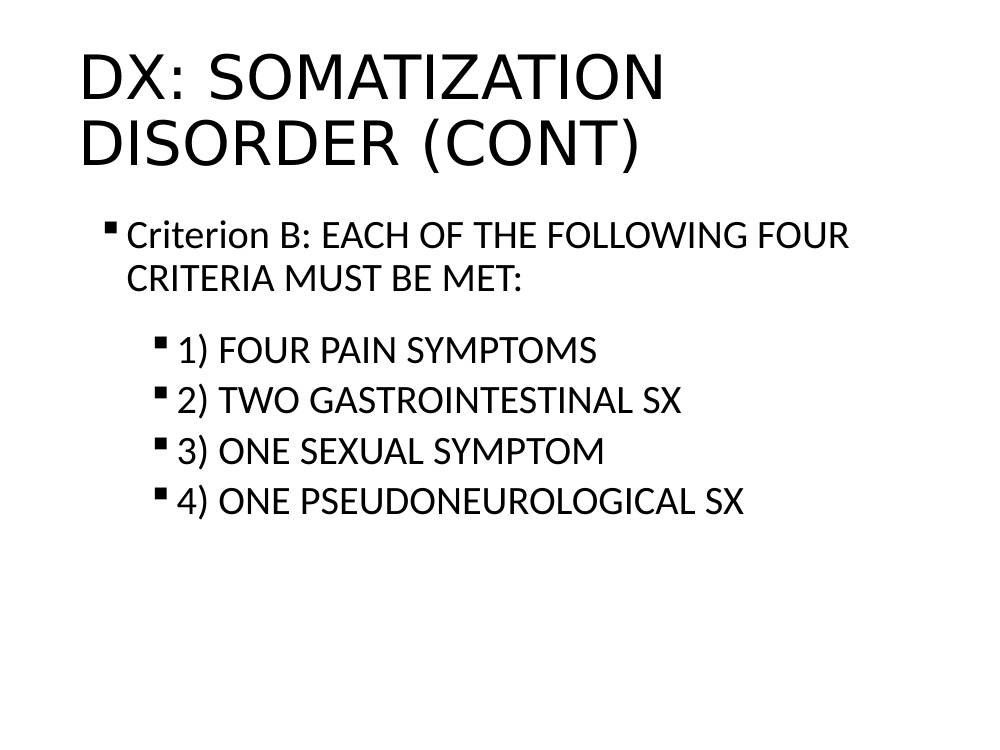 DX: SOMATIZATION
DISORDER (CONT)
▪ Criterion B: EACH OF THE FOLLOWING FOUR
CRITERIA MUST BE MET:
▪ 1) FOUR PAIN SYMPTOMS
▪ 2) TWO GASTROINTESTINAL SX
▪ 3) ONE SEXUAL SYMPTOM
▪ 4) ONE PSEUDONEUROLOGICAL SX